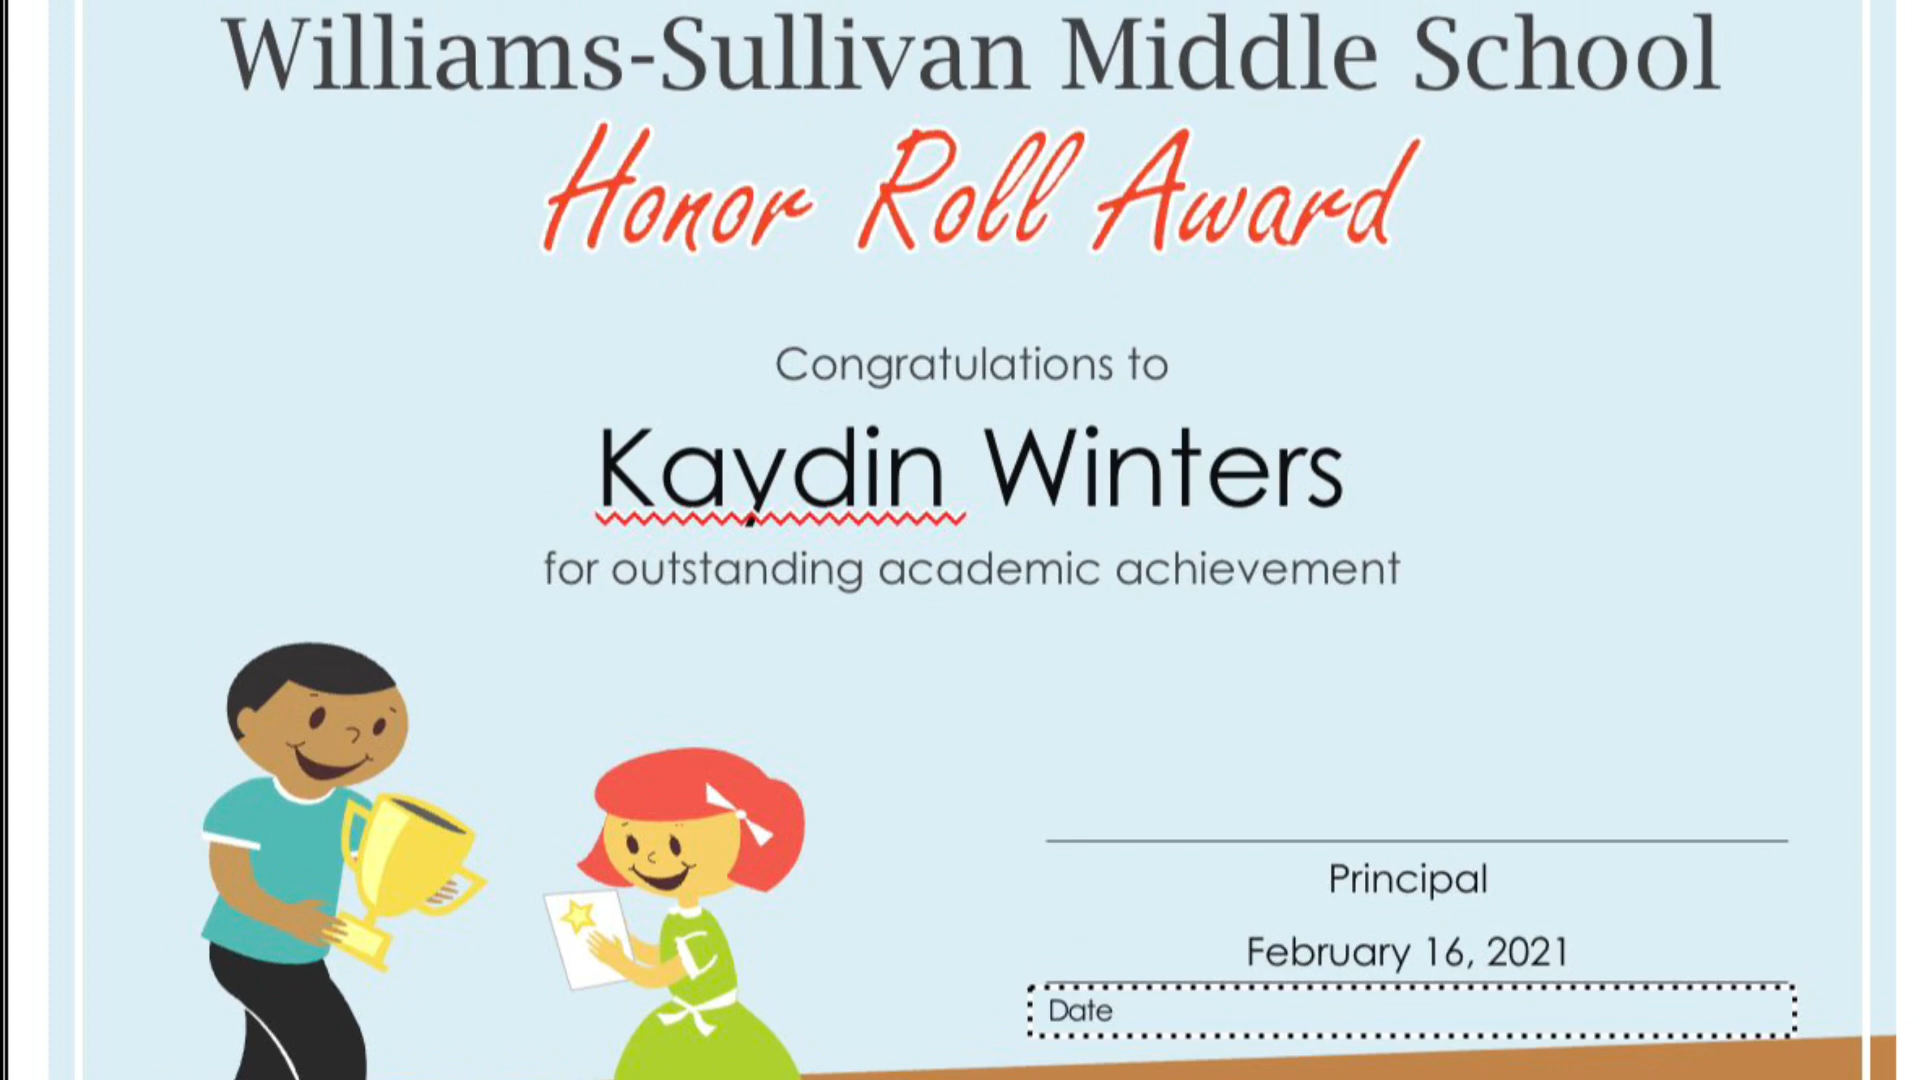 Williams-Sullivan Middle School
Honor Roll Award
Congratulations to
Kaydin Winters
for outstanding academic achievement
Principal
February 16, 2021
Date